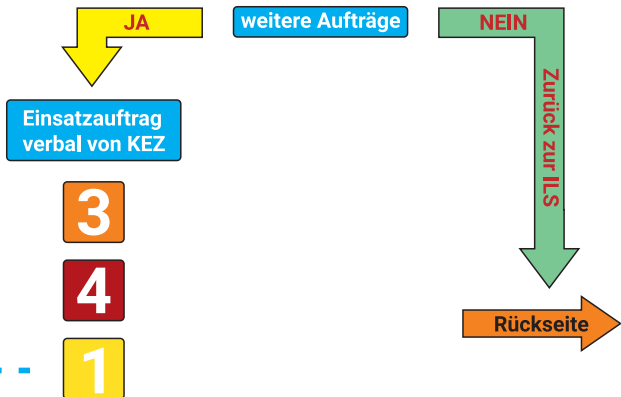 JA
weitere Aufträge
NEIN
Einsatzauftrag
verbal von KEZ
Zurück zur ILS
3
4
1
Rückseite